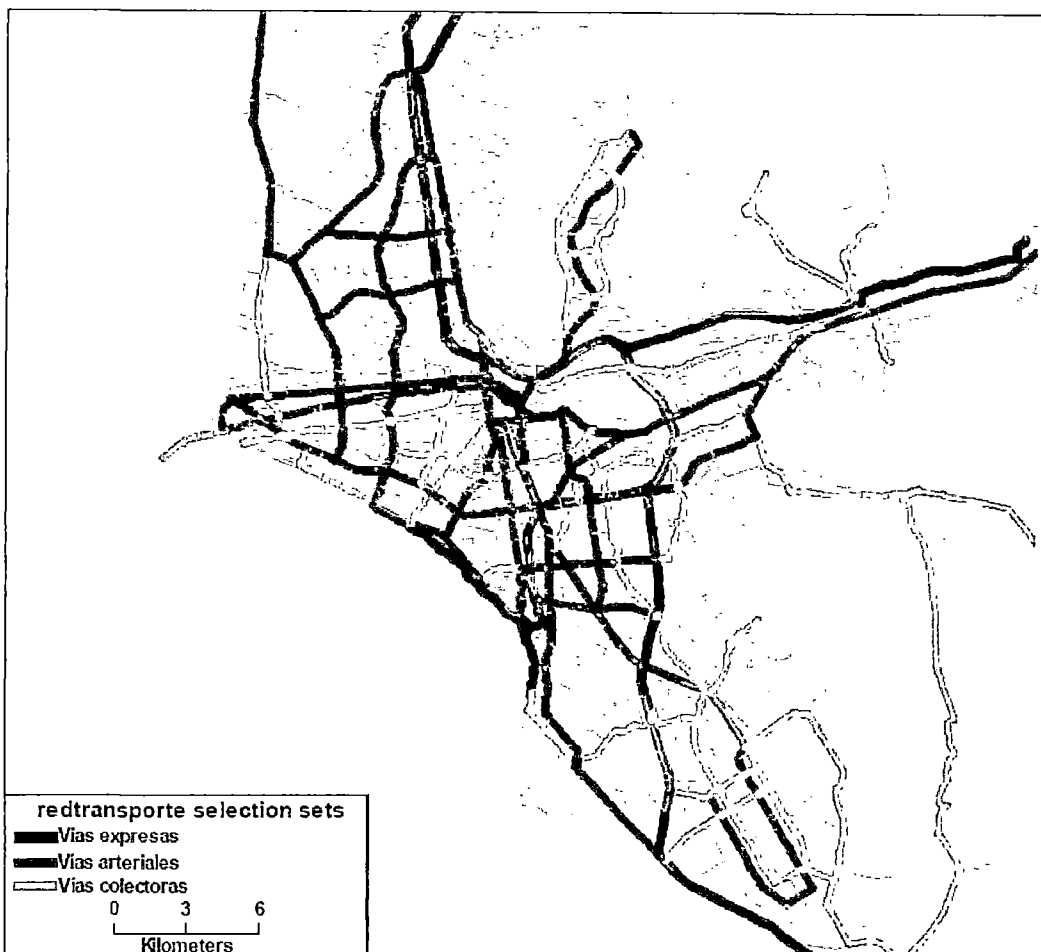 redtransporte selection sets
Vias expresas
Vias arteriales
Vias colectoras
0 3 6
Kilometers